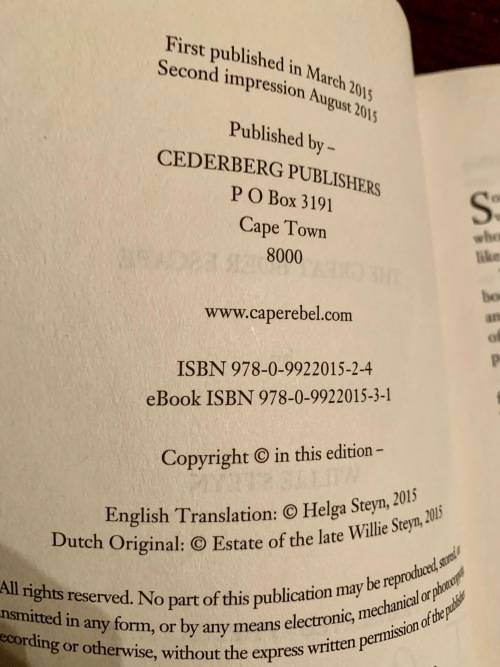 First published in March 2015
Second impression August 2015
Published by –
CEDERBERG PUBLISHERS
P O Box 3191
Cape Town
8000
www.caperebel.com
ISBN 978-0-9922015-2-4
eBook ISBN 978-0-9922015-3-1
Copyright © in this edition –
English Translation: © Helga Steyn, 2015
Dutch Original: © Estate of the late Willie Steyn, 2015
All rights reserved. No part of this publication may be reproduced, stored,
in any form, or by any means electronic, mechanical or
or otherwise, without the express written permission of the
who
like